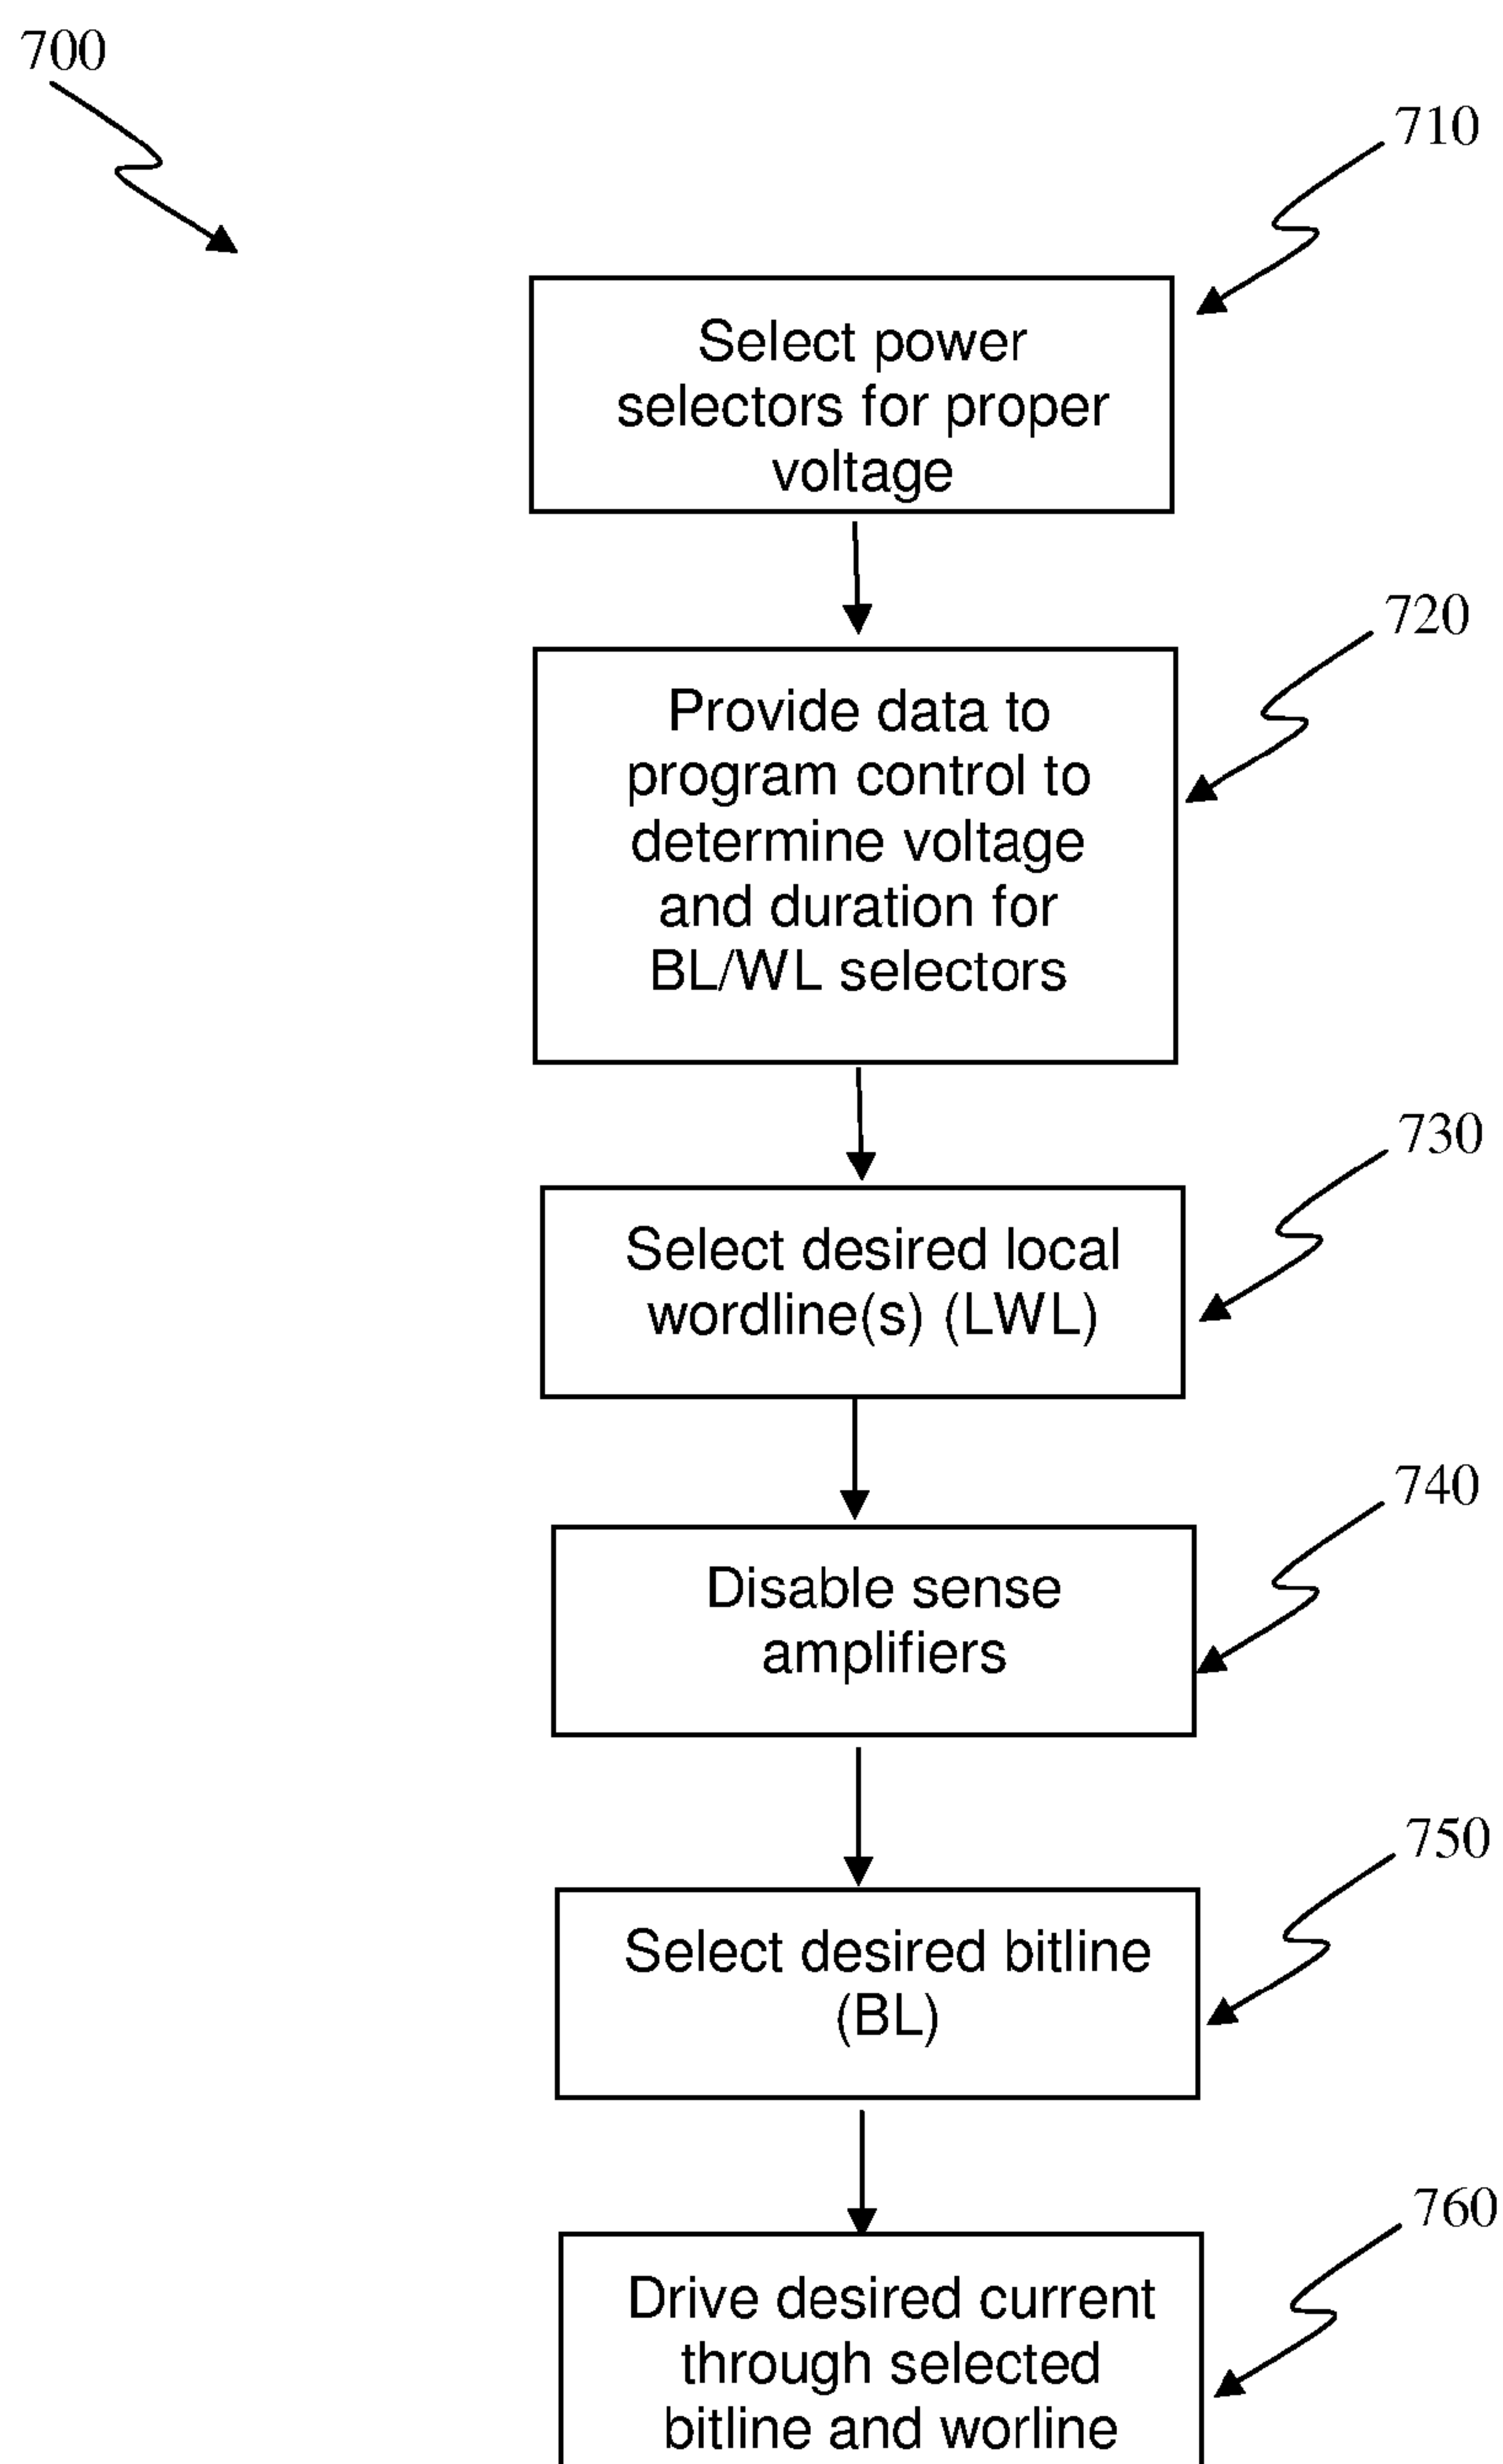 700
710
Select power
selectors for proper
voltage
720
Provide data to
program control to
determine voltage
and duration for
BL/WL selectors
730
Select desired local
wordline(s) (LWL)
740
Disable sense
amplifiers
750
Select desired bitline
(BL)
760
Drive desired current
through selected
bitline and worline